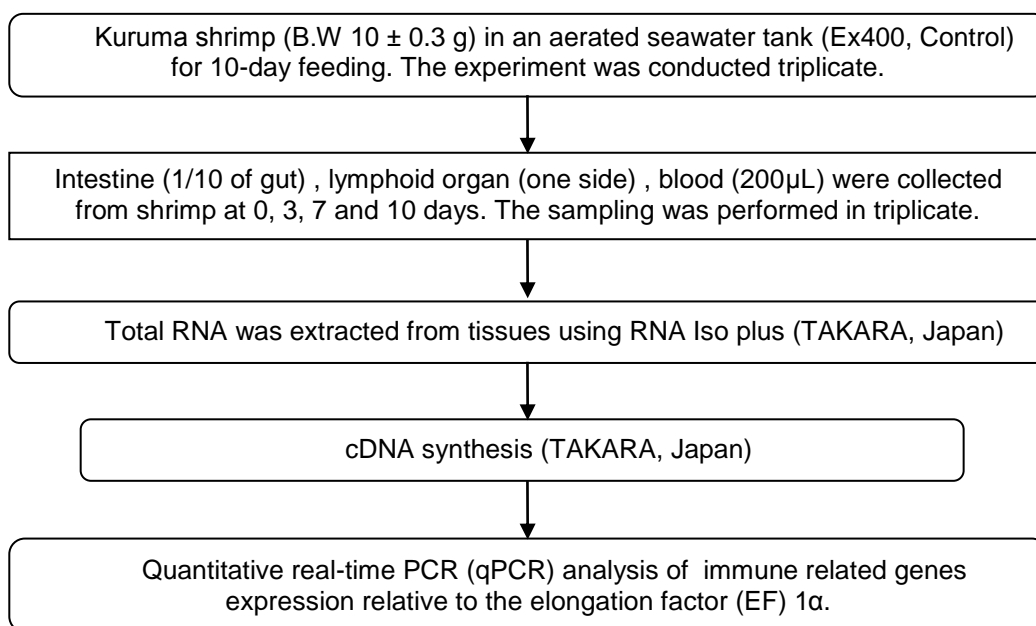 Kuruma shrimp (B.W 10 ± 0.3 g) in an aerated seawater tank (Ex400, Control)
for 10-day feeding. The experiment was conducted triplicate.
Intestine (1/10 of gut) , lymphoid organ (one side) , blood (200µL) were collected
from shrimp at 0, 3, 7 and 10 days. The sampling was performed in triplicate.
Total RNA was extracted from tissues using RNA Iso plus (TAKARA, Japan)
cDNA synthesis (TAKARA, Japan)
Quantitative real-time PCR (qPCR) analysis of immune related genes
expression relative to the elongation factor (EF) 1α.